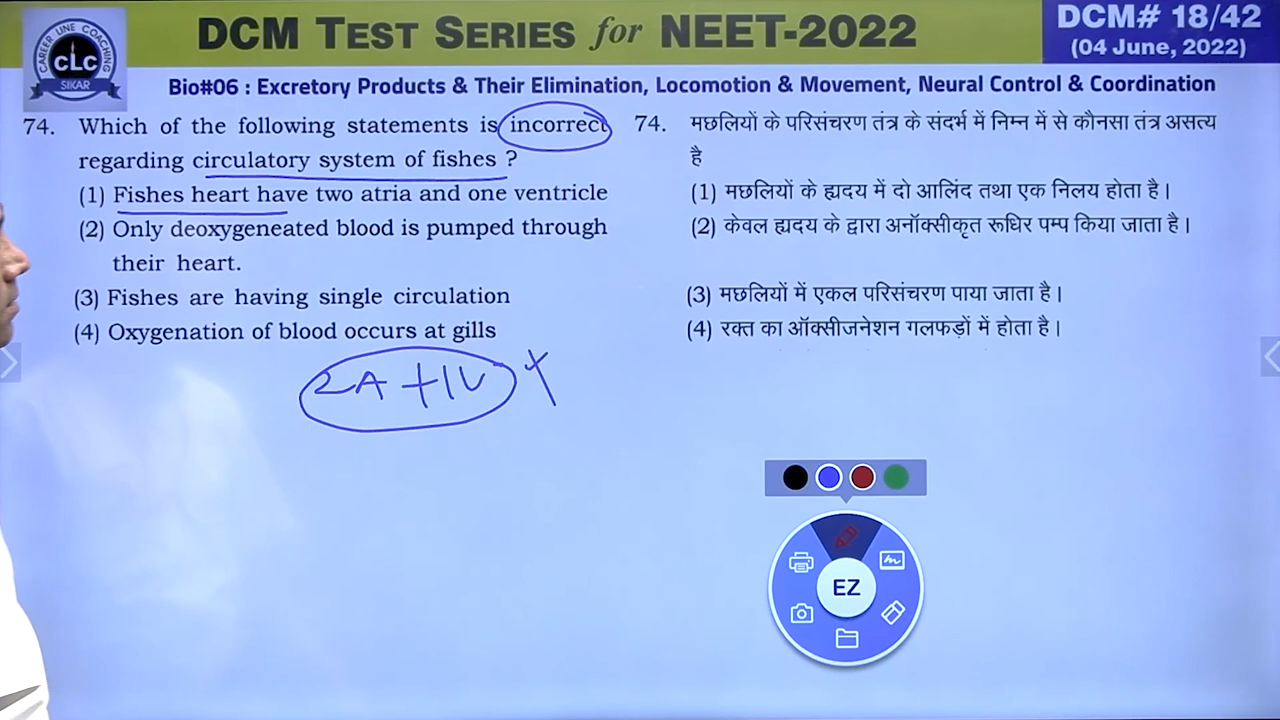 DCM TEST SERIES for NEET-2022
DCM# 18/42
(04 June, 2022)
CAREER LINE COACHING
CLC
SIKAR
Bio#06 : Excretory Products & Their Elimination, Locomotion & Movement, Neural Control & Coordination
74. Which of the following statements is incorrect
regarding circulatory system of fishes ?
(1) Fishes heart have two atria and one ventricle
(2) Only deoxygeneated blood is pumped through
their heart.
(3) Fishes are having single circulation
(4) Oxygenation of blood occurs at gills
2A + 1V ×
74. मछलियों के परिसंचरण तंत्र के संदर्भ में निम्न में से कौनसा तंत्र असत्य
है
(1) मछलियों के ह्यदय में दो आलिंद तथा एक निलय होता है।
(2) केवल ह्यदय के द्वारा अनॉक्सीकृत रूधिर पम्प किया जाता है।
(3) मछलियों में एकल परिसंचरण पाया जाता है।
(4) रक्त का ऑक्सीजनेशन गलफड़ों में होता है।
EZ